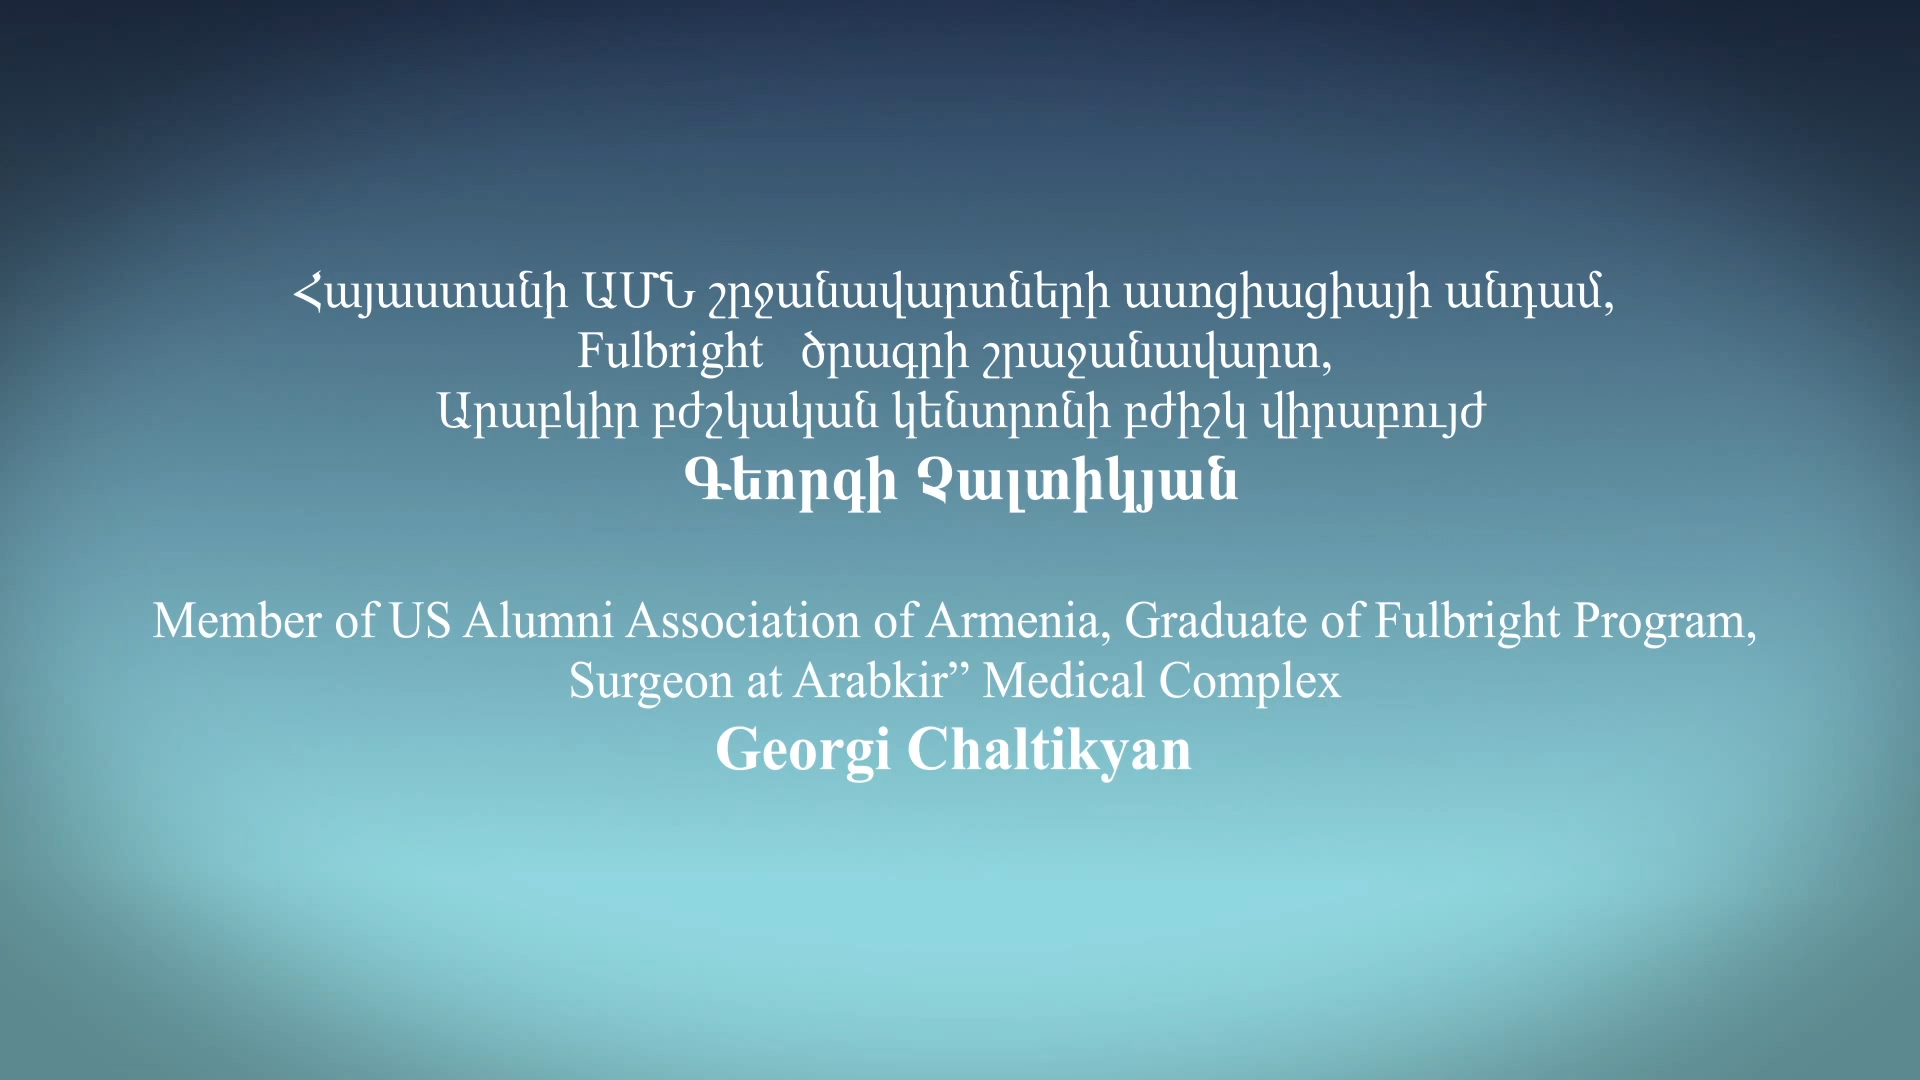 Հայաստանի ԱՄՆ շրջանավարտների ասոցիացիայի անդամ,
Fulbright ծրագրի շրաջանավարտ,
Արաբկիր բժշկական կենտրոնի բժիշկ վիրաբույժ
Գեորգի Չալտիկյան
Member of US Alumni Association of Armenia, Graduate of Fulbright Program,
Surgeon at Arabkir” Medical Complex
Georgi Chaltikyan